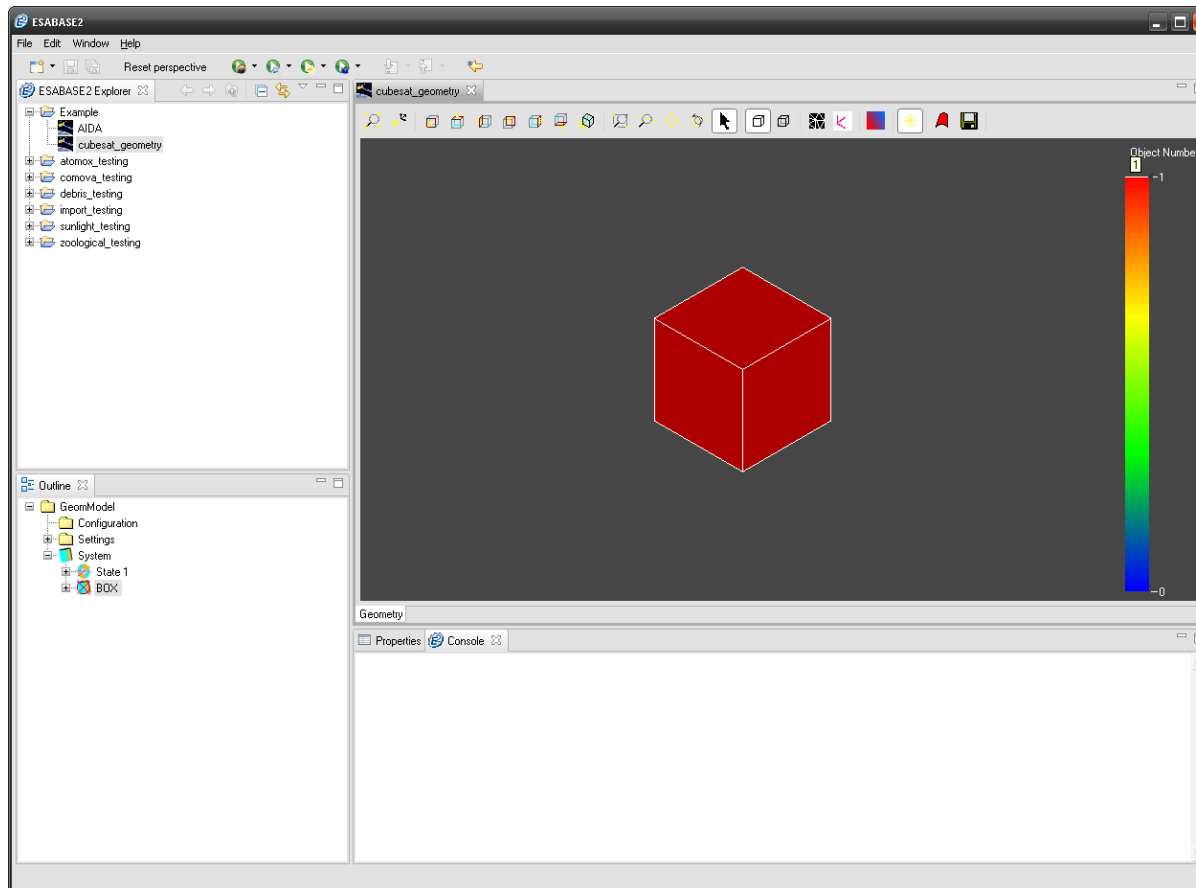 ESABASE2
File Edit Window Help
Reset perspective
ESABASE2 Explorer
Example
AIDA
cubesat_geometry
atomox_testing
comova_testing
debris_testing
import_testing
sunlight_testing
zoological_testing
Outline
GeomModel
Configuration
Settings
System
State 1
BOX
cubesat_geometry
Object Numbe
1
1
0
Geometry
Properties Console